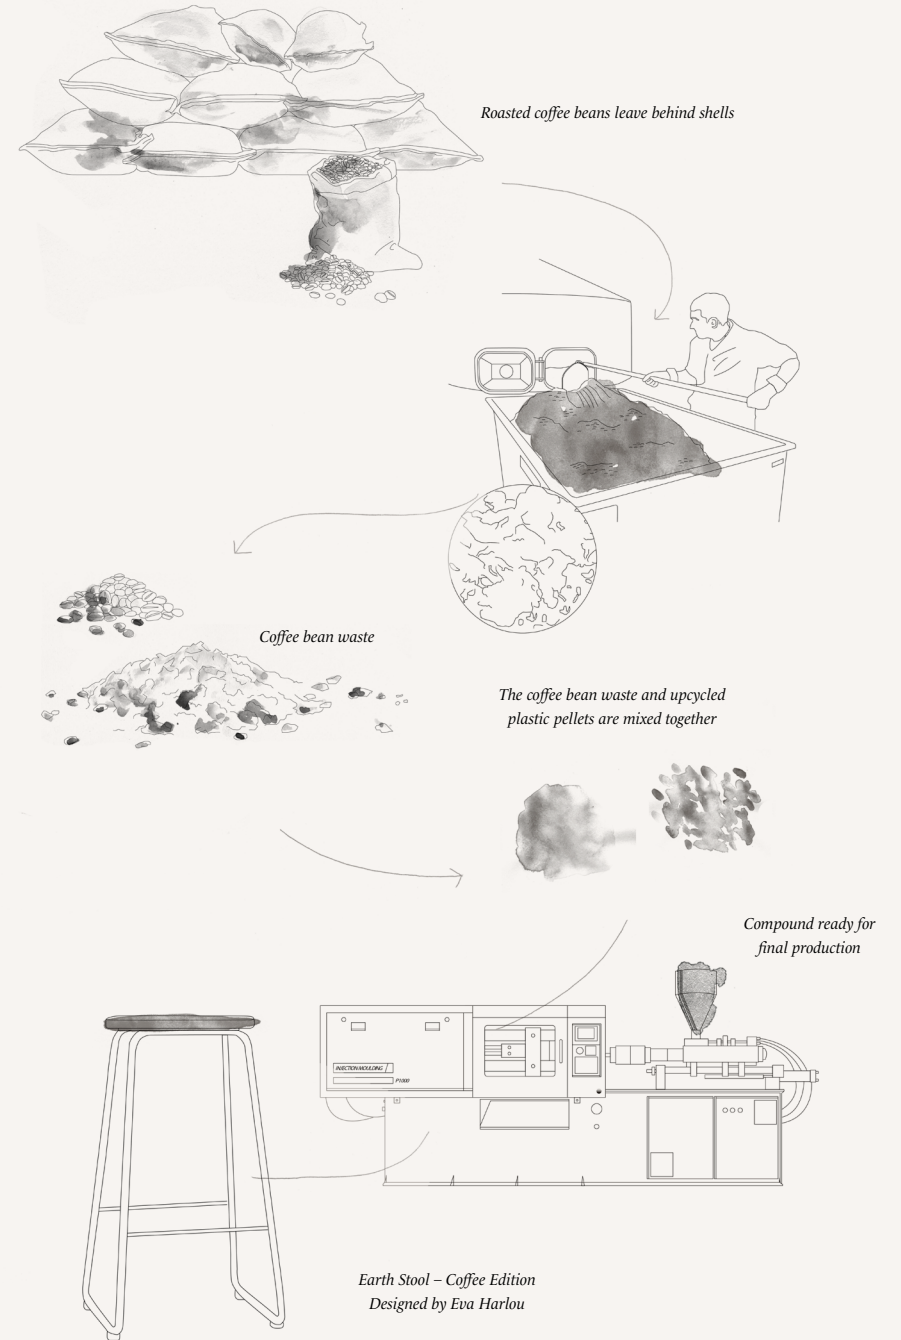 Roasted coffee beans leave behind shells
Coffee bean waste
The coffee bean waste and upcycled
plastic pellets are mixed together
Compound ready for
final production
INJECTION MOULDING
P1000
Earth Stool – Coffee Edition
Designed by Eva Harlou